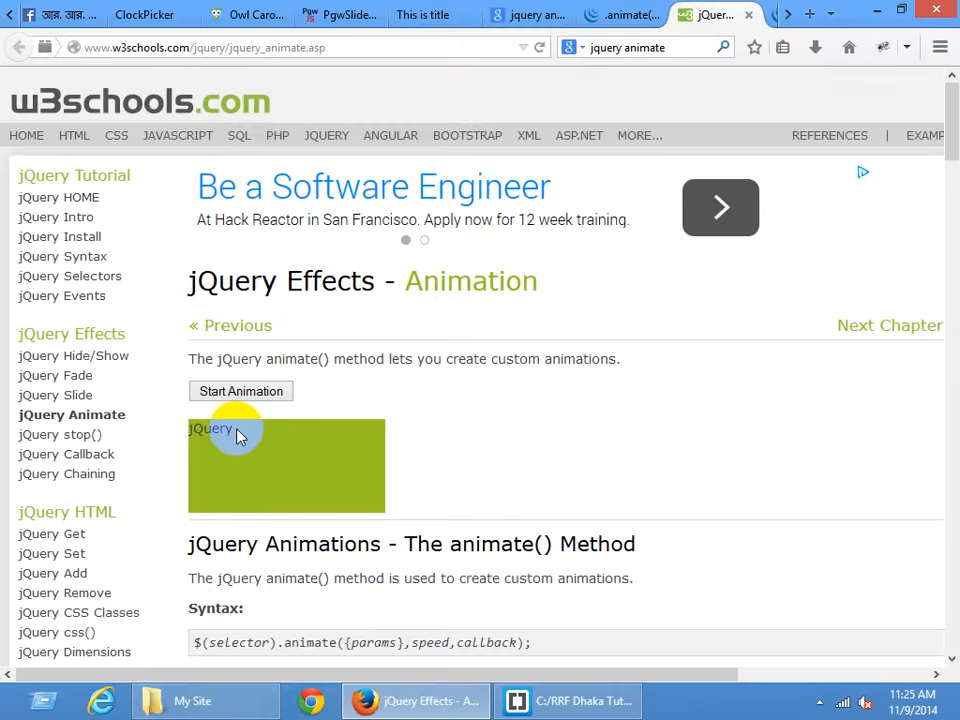 আর. আর. ClockPicker Owl Caro... PgwSlide... This is title jquery an... .animate(... jQuer...
www.w3schools.com/jquery/jquery_animate.asp jquery animate
w3schools.com
HOME HTML CSS JAVASCRIPT SQL PHP JQUERY ANGULAR BOOTSTRAP XML ASP.NET MORE... REFERENCES | EXAMP
jQuery Tutorial
jQuery HOME
jQuery Intro
jQuery Install
jQuery Syntax
jQuery Selectors
jQuery Events
jQuery Effects
jQuery Hide/Show
jQuery Fade
jQuery Slide
jQuery Animate
jQuery stop()
jQuery Callback
jQuery Chaining
jQuery HTML
jQuery Get
jQuery Set
jQuery Add
jQuery Remove
jQuery CSS Classes
jQuery css()
jQuery Dimensions
Be a Software Engineer
At Hack Reactor in San Francisco. Apply now for 12 week training.
jQuery Effects - Animation
« Previous Next Chapter
The jQuery animate() method lets you create custom animations.
Start Animation
jQuery
jQuery Animations - The animate() Method
The jQuery animate() method is used to create custom animations.
Syntax:
$(selector).animate({params},speed,callback);
My Site jQuery Effects - A... C:/RRF Dhaka Tut...
11:25 AM
11/9/2014